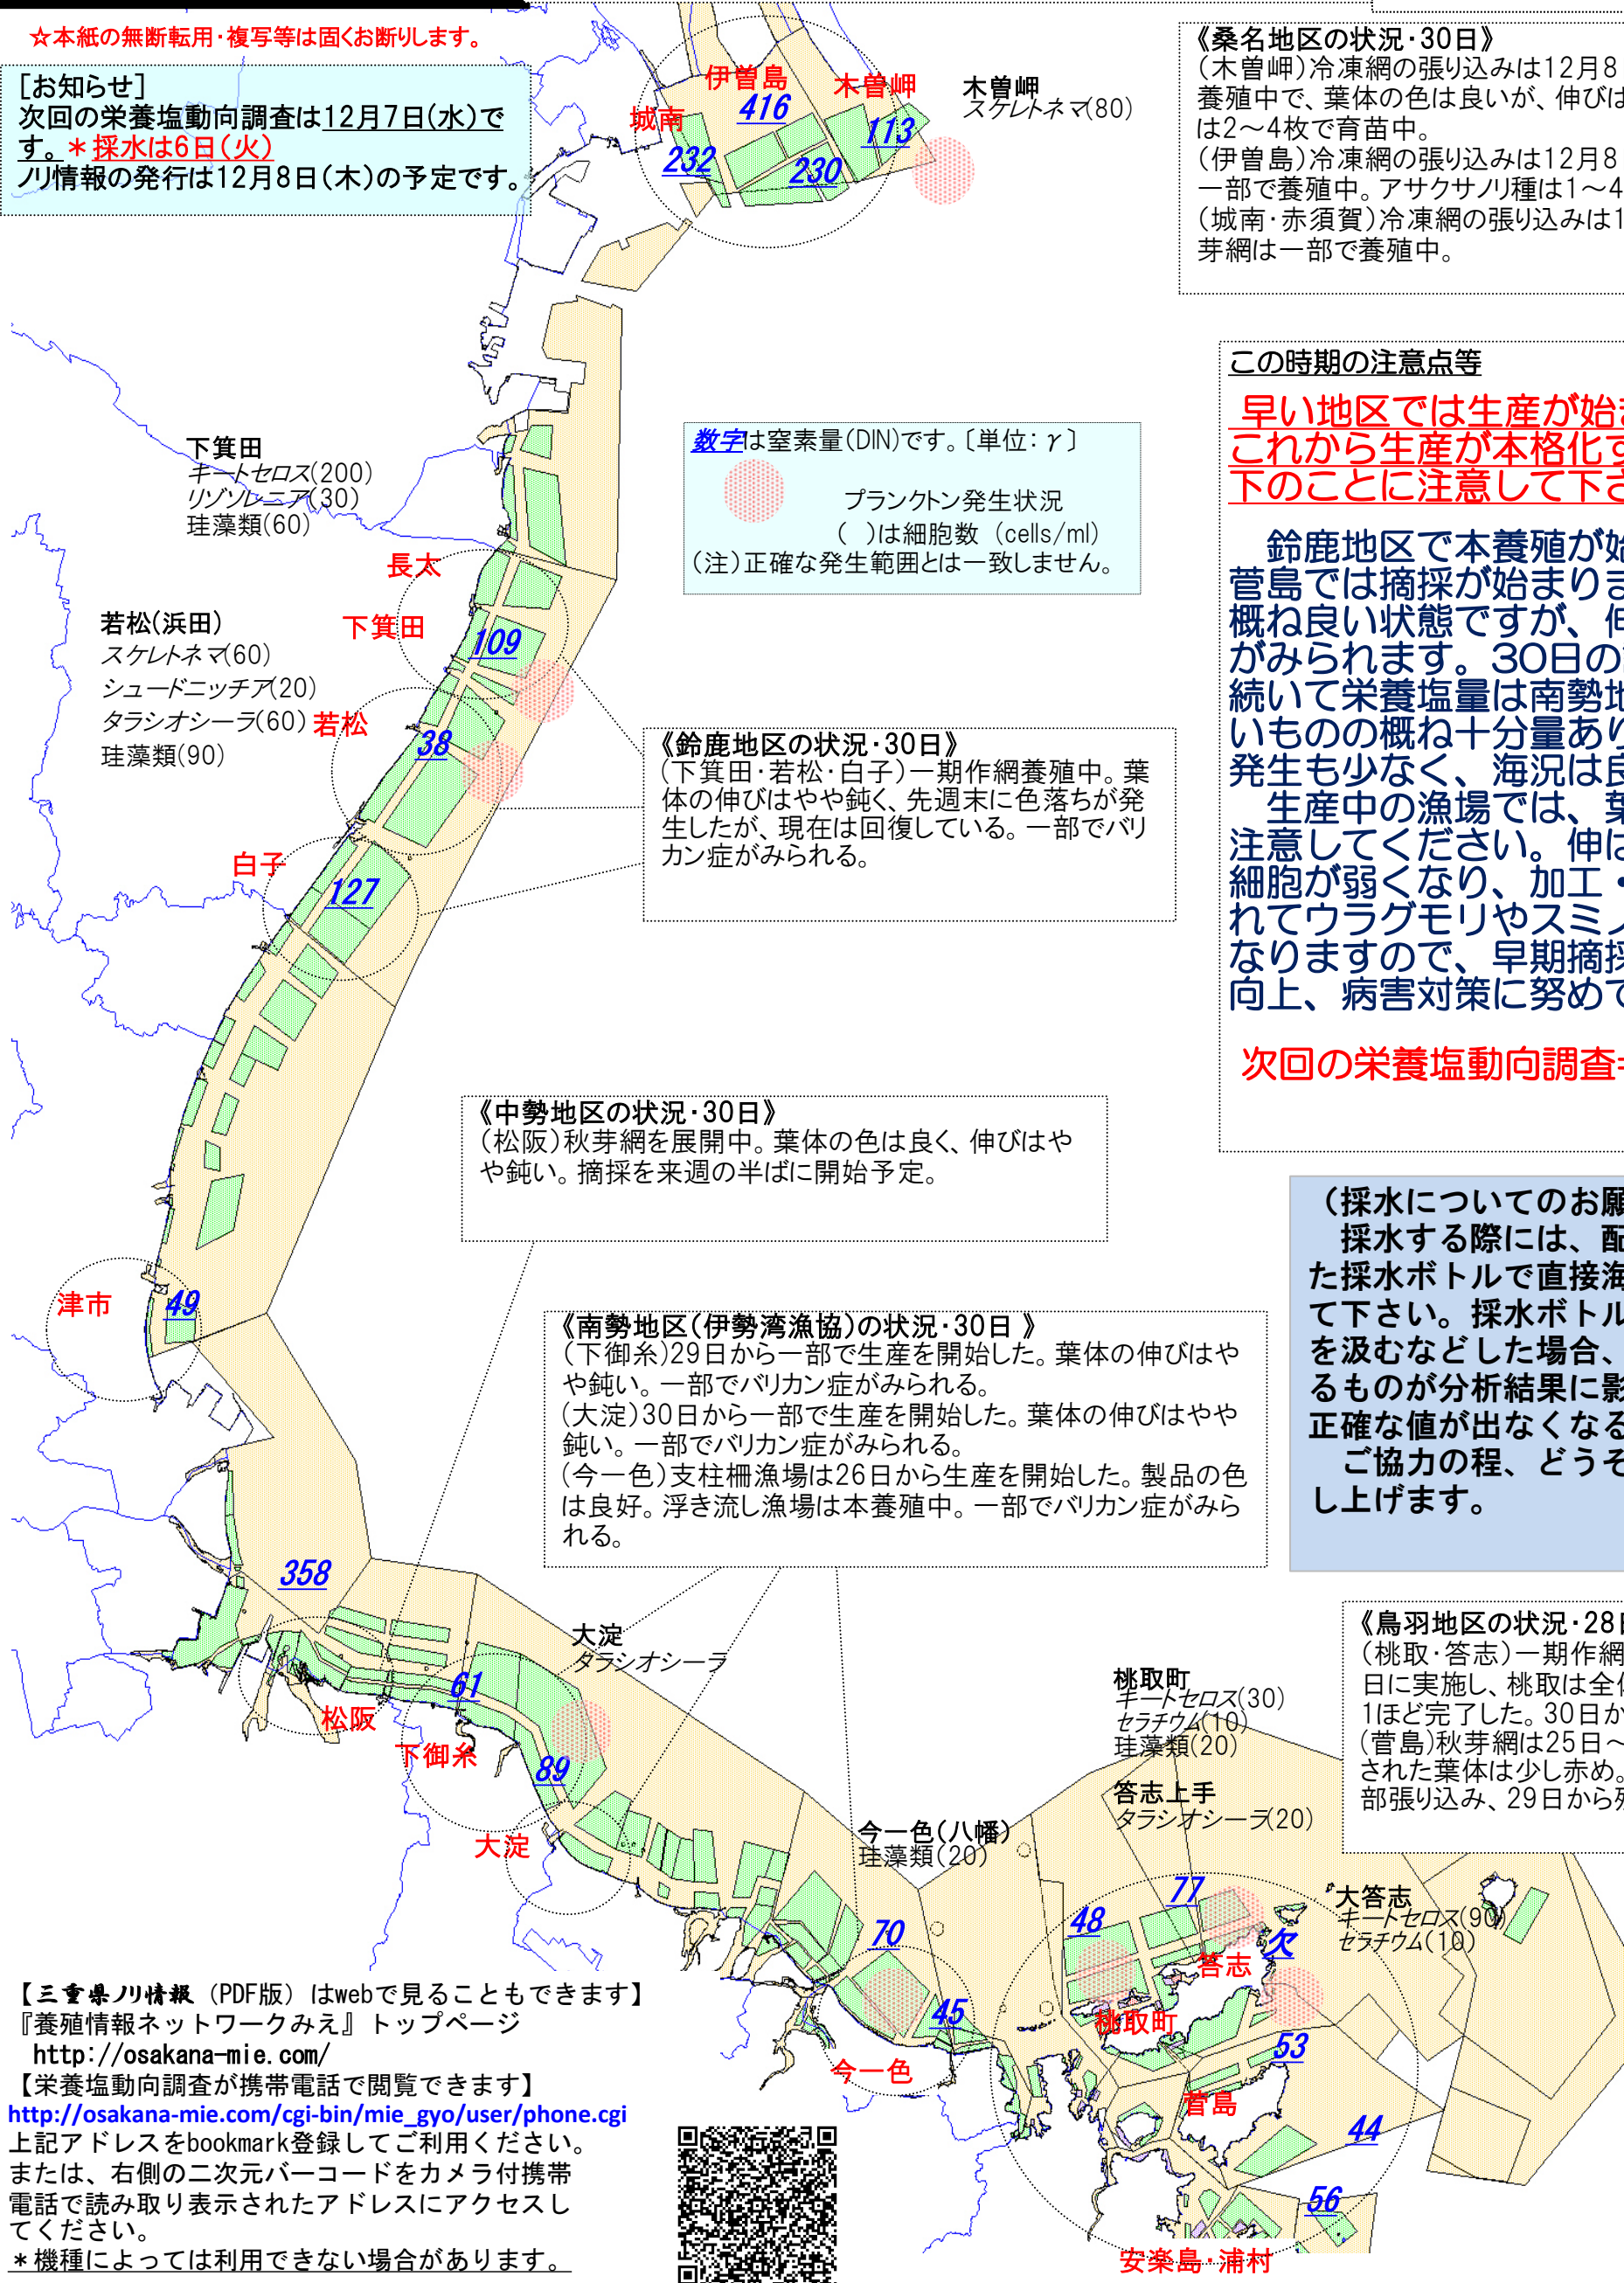 ☆本紙の無断転用・複写等は固くお断りします。
[お知らせ]
次回の栄養塩動向調査は12月7日(水)で
す。＊採水は6日(火)
ノリ情報の発行は12月8日(木)の予定です。
伊曽島
木曽岬
城南
416
113
232
230
木曽岬
スケレトネマ(80)
《桑名地区の状況・30日》
(木曽岬)冷凍網の張り込みは12月8
養殖中で、葉体の色は良いが、伸びは
は2～4枚で育苗中。
(伊曽島)冷凍網の張り込みは12月8
一部で養殖中。アサクサノリ種は1～4
(城南・赤須賀)冷凍網の張り込みは1
芽網は一部で養殖中。
この時期の注意点等
早い地区では生産が始ま
これから生産が本格化す
下のことに注意して下さ
鈴鹿地区で本養殖が始
菅島では摘採が始まりま
概ね良い状態ですが、伸
がみられます。30日の
続いて栄養塩量は南勢地
いものの概ね十分量あり
発生も少なく、海況は良
生産中の漁場では、葉
注意してください。伸ば
細胞が弱くなり、加工・
れてウラグモリやスミノ
なりますので、早期摘採
向上、病害対策に努めて
次回の栄養塩動向調査
数字は窒素量(DIN)です。〔単位：γ〕
プランクトン発生状況
( )は細胞数 (cells/ml)
(注)正確な発生範囲とは一致しません。
下箕田
キートセロス(200)
リゾソレニア(30)
珪藻類(60)
長太
下箕田
109
若松(浜田)
スケレトネマ(60)
シュードニッチア(20)
タラシオシーラ(60)
珪藻類(90)
若松
38
白子
127
《鈴鹿地区の状況・30日》
(下箕田・若松・白子)一期作網養殖中。葉
体の伸びはやや鈍く、先週末に色落ちが発
生したが、現在は回復している。一部でバリ
カン症がみられる。
《中勢地区の状況・30日》
(松阪)秋芽網を展開中。葉体の色は良く、伸びはや
や鈍い。摘採を来週の半ばに開始予定。
津市
49
《南勢地区(伊勢湾漁協)の状況・30日 》
(下御糸)29日から一部で生産を開始した。葉体の伸びはや
や鈍い。一部でバリカン症がみられる。
(大淀)30日から一部で生産を開始した。葉体の伸びはやや
鈍い。一部でバリカン症がみられる。
(今一色)支柱柵漁場は26日から生産を開始した。製品の色
は良好。浮き流し漁場は本養殖中。一部でバリカン症がみら
れる。
(採水についてのお願
採水する際には、配
た採水ボトルで直接海
て下さい。採水ボトル
を汲むなどした場合、
るものが分析結果に影
正確な値が出なくなる
ご協力の程、どうそ
し上げます。
358
松阪
61
下御糸
89
大淀
大淀
タラシオシーラ
《鳥羽地区の状況・28日
(桃取・答志)一期作網
日に実施し、桃取は全体
1ほど完了した。30日か
(菅島)秋芽網は25日～
された葉体は少し赤め。
部張り込み、29日から
桃取町
キートセロス(30)
セラチウム(10)
珪藻類(20)
答志上手
タラシオシーラ(20)
今一色(八幡)
珪藻類(20)
大答志
キートセロス(90)
セラチウム(10)
70
45
今一色
48
77
欠
答志
桃取町
53
菅島
44
56
安楽島・浦村
【三重県ノリ情報（PDF版）はwebで見ることもできます】
『養殖情報ネットワークみえ』トップページ
http://osakana-mie.com/
【栄養塩動向調査が携帯電話で閲覧できます】
http://osakana-mie.com/cgi-bin/mie_gyo/user/phone.cgi
上記アドレスをbookmark登録してご利用ください。
または、右側の二次元バーコードをカメラ付携帯
電話で読み取り表示されたアドレスにアクセスし
てください。
＊機種によっては利用できない場合があります。